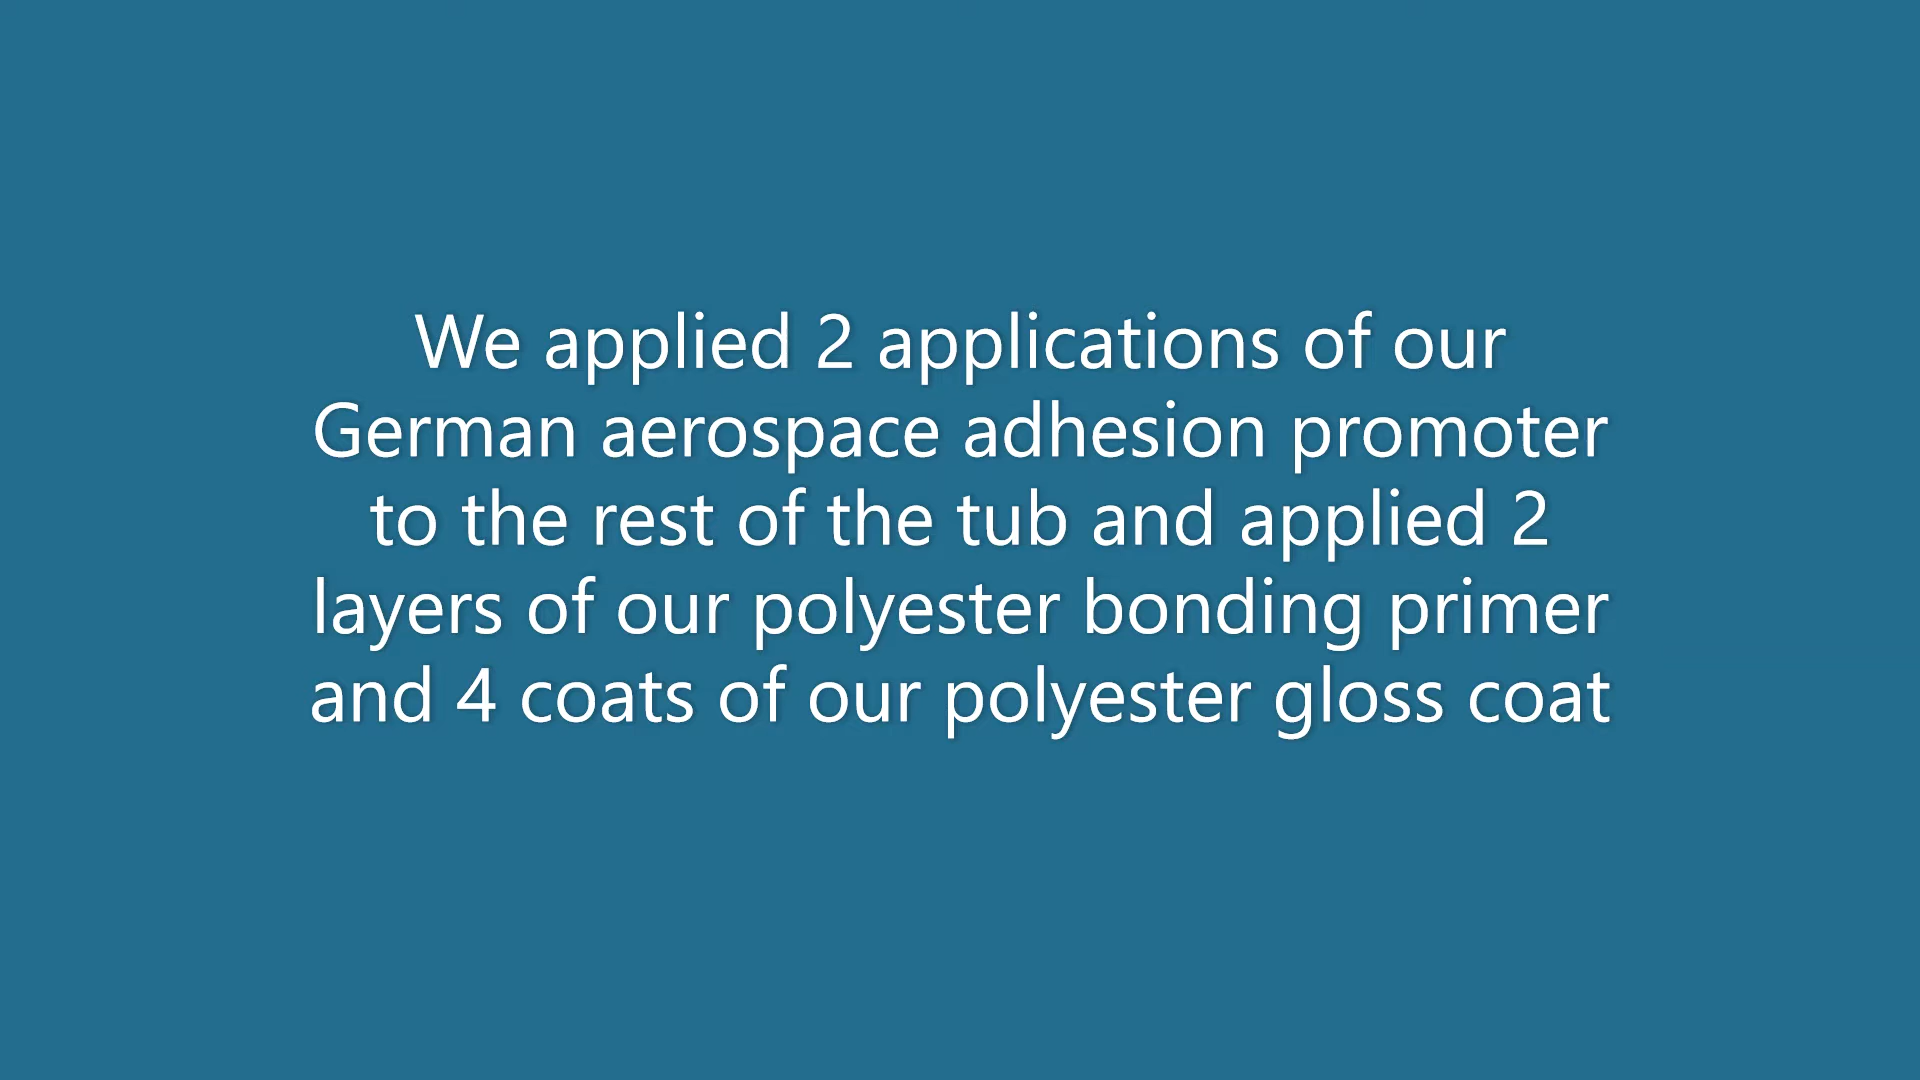 We applied 2 applications of our
German aerospace adhesion promoter
to the rest of the tub and applied 2
layers of our polyester bonding primer
and 4 coats of our polyester gloss coat